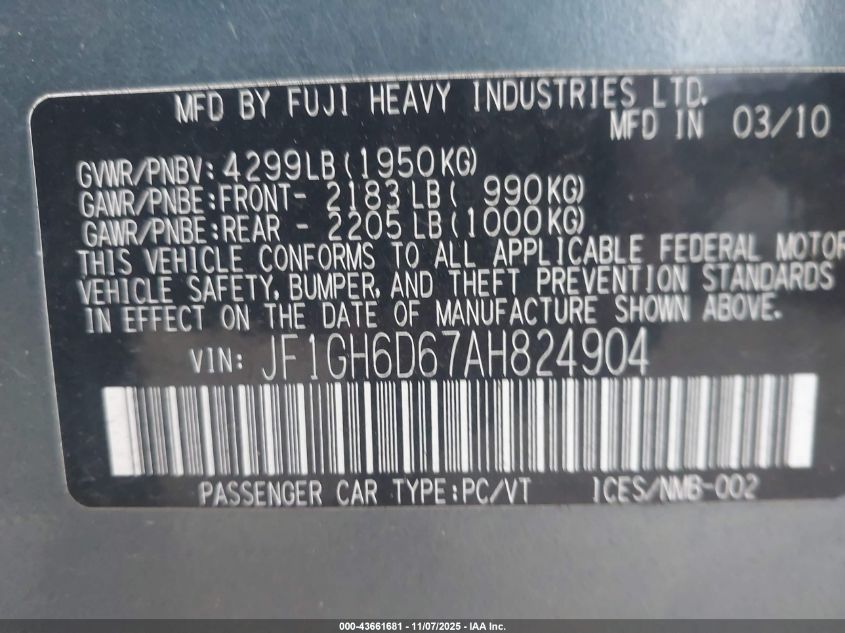 MFD BY FUJI HEAVY INDUSTRIES LTD.
MFD IN 03/10
GVWR/PNBV: 4299LB(1950KG)
GAWR/PNBE:FRONT- 2183LB( 990KG)
GAWR/PNBE:REAR - 2205LB(1000KG)
THIS VEHICLE CONFORMS TO ALL APPLICABLE FEDERAL MOTOR
VEHICLE SAFETY, BUMPER, AND THEFT PREVENTION STANDARDS
IN EFFECT ON THE DATE OF MANUFACTURE SHOWN ABOVE.
VIN: JF1GH6D67AH824904
PASSENGER CAR TYPE:PC/VT ICES/NMB-002
000-43661681 - 11/07/2025 - IAA Inc.